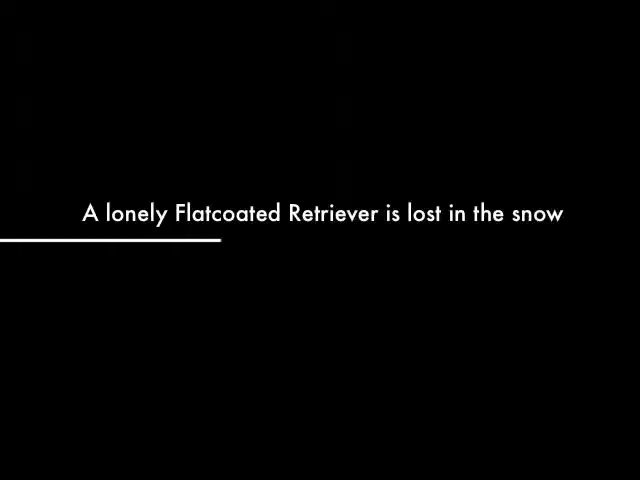 A lonely Flatcoated Retriever is lost in the snow